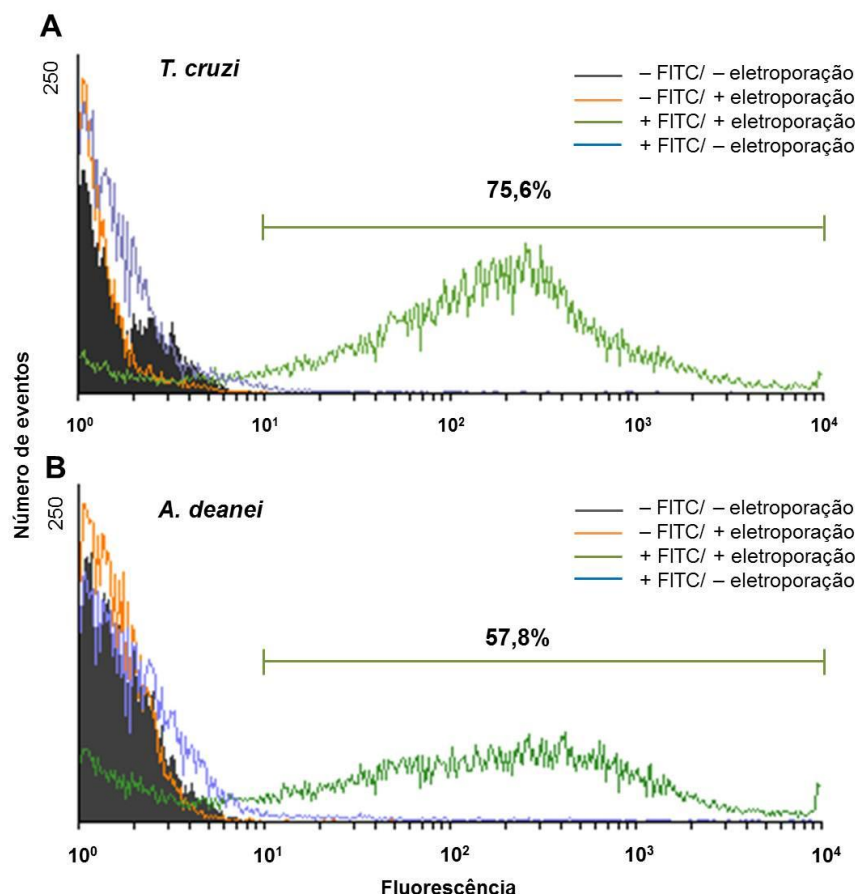 A
T. cruzi
250
– FITC/ – eletroporação
– FITC/ + eletroporação
+ FITC/ + eletroporação
+ FITC/ – eletroporação
75,6%
10⁰ 10¹ 10² 10³ 10⁴
Número de eventos
B
A. deanei
250
– FITC/ – eletroporação
– FITC/ + eletroporação
+ FITC/ + eletroporação
+ FITC/ – eletroporação
57,8%
10⁰ 10¹ 10² 10³ 10⁴
Fluorescência